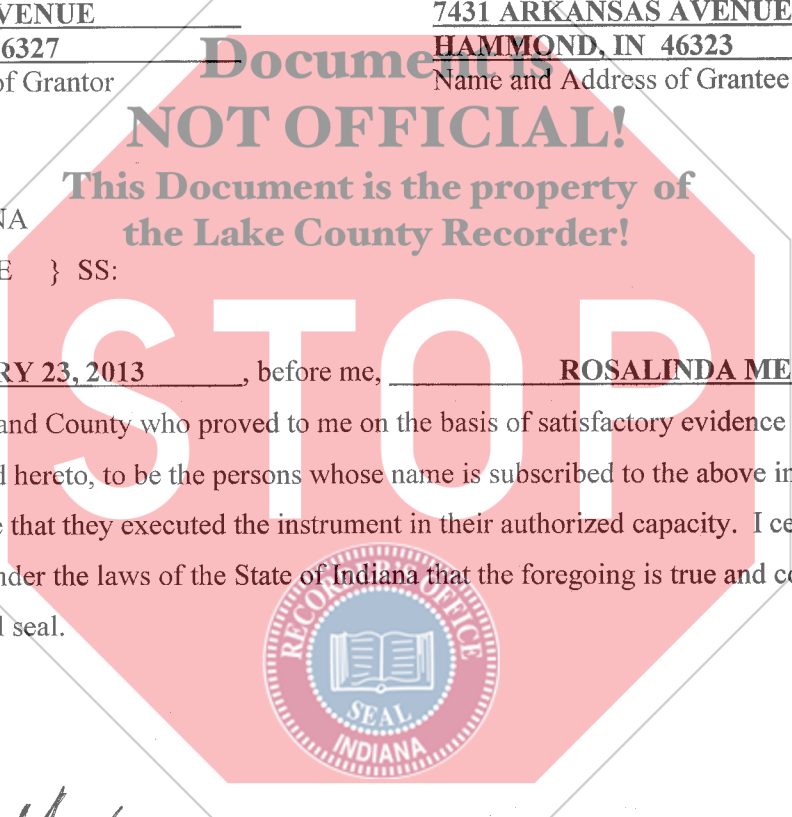 VENUE 7431 ARKANSAS AVENUE
6327 HAMMOND, IN 46323
of Grantor Name and Address of Grantee
Document is
NOT OFFICIAL!
This Document is the property of
the Lake County Recorder!
NA
E } SS:
STOP
RY 23, 2013 , before me, ROSALINDA ME
and County who proved to me on the basis of satisfactory evidence
d hereto, to be the persons whose name is subscribed to the above in
e that they executed the instrument in their authorized capacity. I ce
nder the laws of the State of Indiana that the foregoing is true and co
l seal.
RECORDER'S OFFICE
SEAL
INDIANA